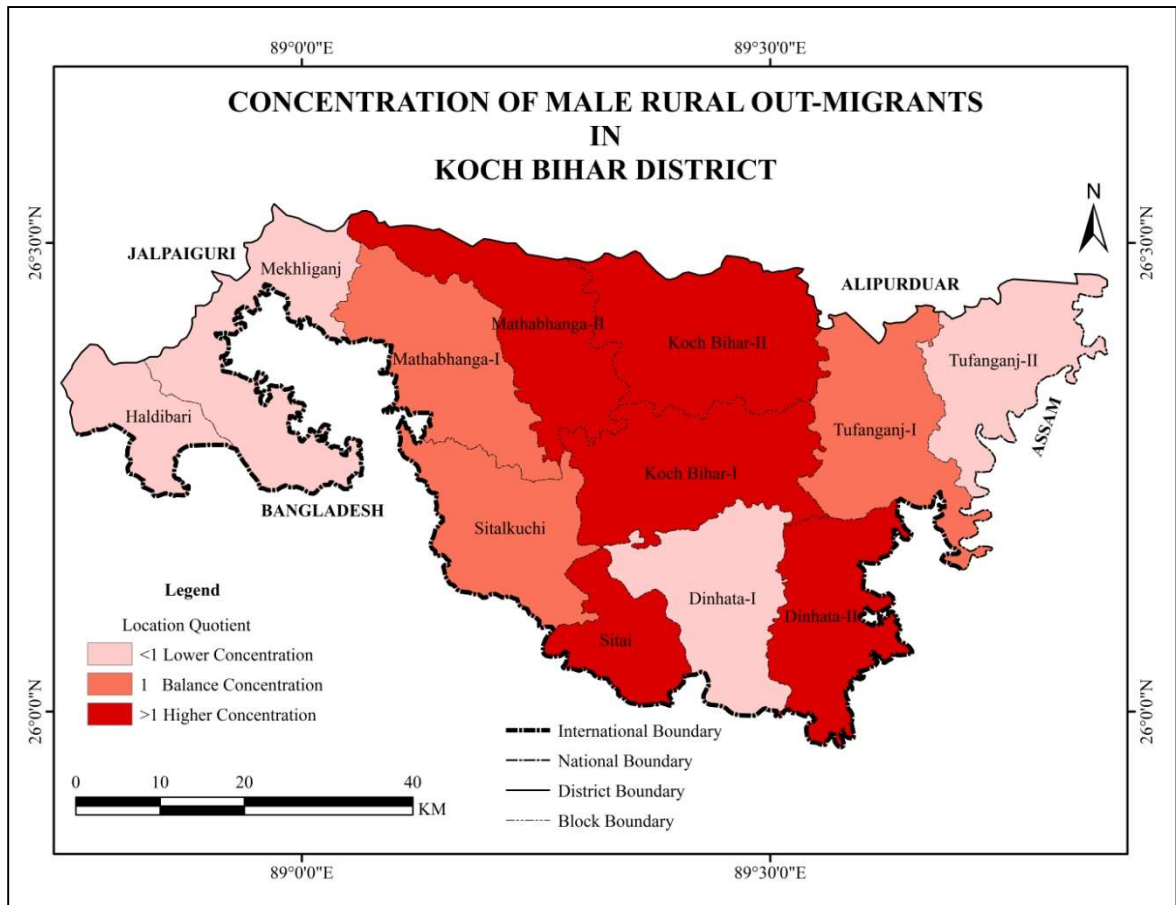 89°0'0"E
89°30'0"E
CONCENTRATION OF MALE RURAL OUT-MIGRANTS
IN
KOCH BIHAR DISTRICT
N
26°30'0"N
26°30'0"N
JALPAIGURI
Mekhliganj
ALIPURDUAR
Mathabhanga-II
Koch Bihar-II
Mathabhanga-I
Tufanganj-II
Haldibari
Tufanganj-I
ASSAM
Koch Bihar-I
BANGLADESH
Sitalkuchi
Dinhata-I
Dinhata-II
Sitai
Legend
Location Quotient
<1 Lower Concentration
1 Balance Concentration
>1 Higher Concentration
26°0'0"N
26°0'0"N
International Boundary
National Boundary
District Boundary
Block Boundary
0 10 20 40
KM
89°0'0"E
89°30'0"E